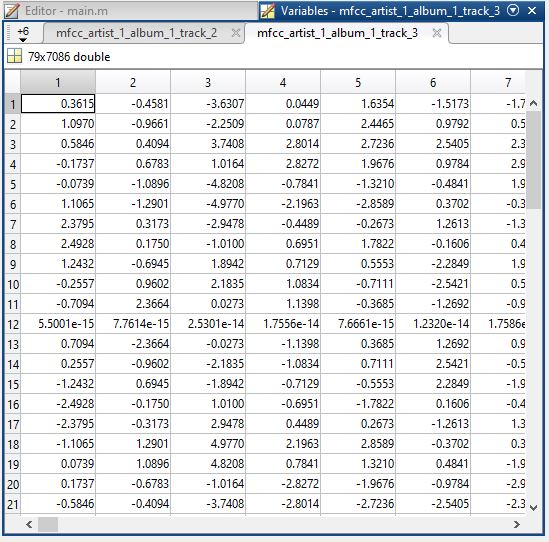 Editor - main.m Variables - mfcc_artist_1_album_1_track_3
+6 mfcc_artist_1_album_1_track_2 mfcc_artist_1_album_1_track_3
79x7086 double
1 2 3 4 5 6 7
1 0.3615 -0.4581 -3.6307 0.0449 1.6354 -1.5173 -1.7
2 1.0970 -0.9661 -2.2509 0.0787 2.4465 0.9792 0.5
3 0.5846 0.4094 3.7408 2.8014 2.7236 2.5405 2.3
4 -0.1737 0.6783 1.0164 2.8272 1.9676 0.9784 2.9
5 -0.0739 -1.0896 -4.8208 -0.7841 -1.3210 -0.4841 1.9
6 1.1065 -1.2901 -4.9770 -2.1963 -2.8589 0.3702 -0.3
7 2.3795 0.3173 -2.9478 -0.4489 -0.2673 1.2613 -1.3
8 2.4928 0.1750 -1.0100 0.6951 1.7822 -0.1606 0.4
9 1.2432 -0.6945 1.8942 0.7129 0.5553 -2.2849 1.9
10 -0.2557 0.9602 2.1835 1.0834 -0.7111 -2.5421 0.5
11 -0.7094 2.3664 0.0273 1.1398 -0.3685 -1.2692 -0.9
12 5.5001e-15 7.7614e-15 2.5301e-14 1.7556e-14 7.6661e-15 1.2320e-14 1.7586e
13 0.7094 -2.3664 -0.0273 -1.1398 0.3685 1.2692 0.9
14 0.2557 -0.9602 -2.1835 -1.0834 0.7111 2.5421 -0.5
15 -1.2432 0.6945 -1.8942 -0.7129 -0.5553 2.2849 -1.9
16 -2.4928 -0.1750 1.0100 -0.6951 -1.7822 0.1606 -0.4
17 -2.3795 -0.3173 2.9478 0.4489 0.2673 -1.2613 1.3
18 -1.1065 1.2901 4.9770 2.1963 2.8589 -0.3702 0.3
19 0.0739 1.0896 4.8208 0.7841 1.3210 0.4841 -1.9
20 0.1737 -0.6783 -1.0164 -2.8272 -1.9676 -0.9784 -2.9
21 -0.5846 -0.4094 -3.7408 -2.8014 -2.7236 -2.5405 -2.3